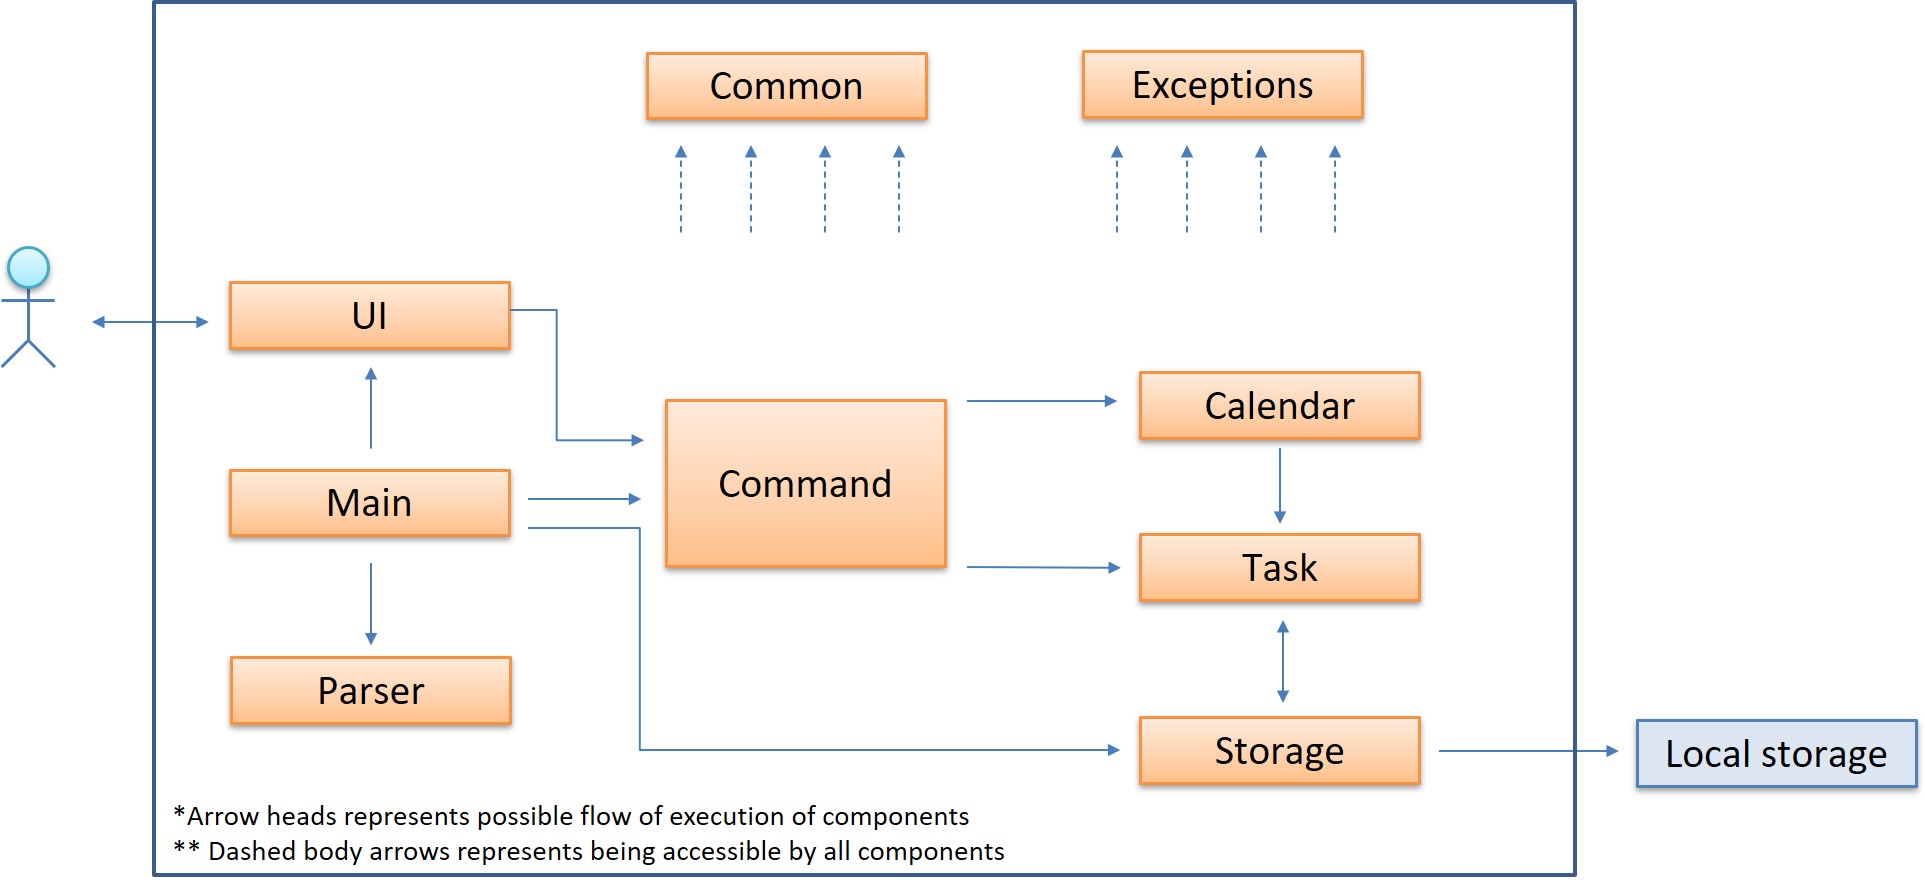 Common
Exceptions
UI
Calendar
Command
Main
Task
Parser
Storage
Local storage
*Arrow heads represents possible flow of execution of components
** Dashed body arrows represents being accessible by all components